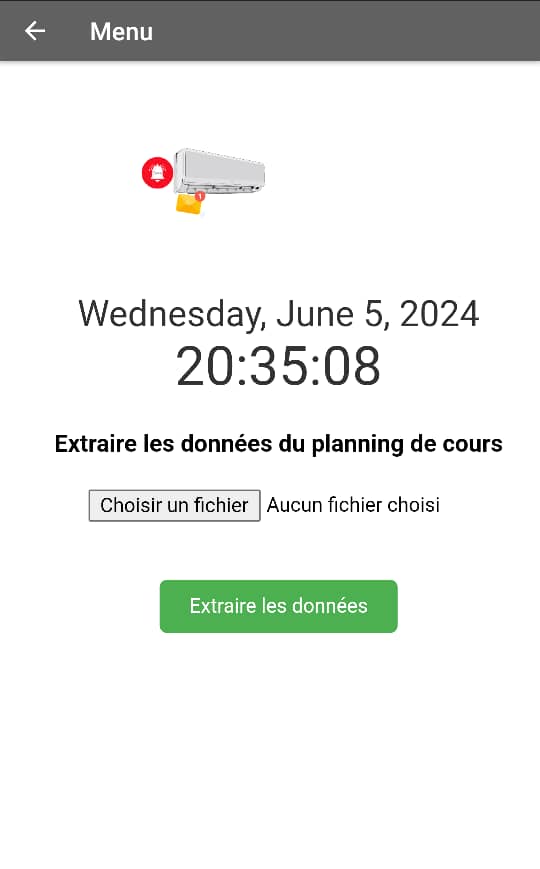 Menu
1
Wednesday, June 5, 2024
20:35:08
Extraire les données du planning de cours
Choisir un fichier Aucun fichier choisi
Extraire les données